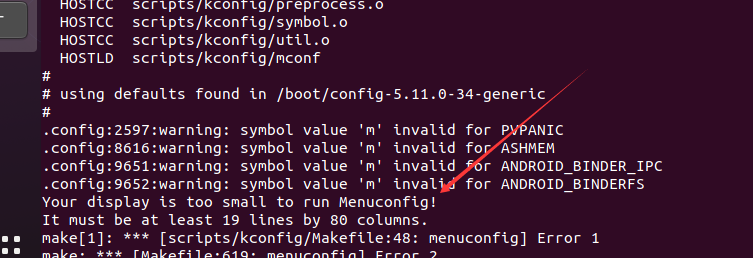 HOSTCC  scripts/kconfig/preprocess.o
HOSTCC  scripts/kconfig/symbol.o
HOSTCC  scripts/kconfig/util.o
HOSTLD  scripts/kconfig/mconf
#
# using defaults found in /boot/config-5.11.0-34-generic
#
.config:2597:warning: symbol value 'm' invalid for PVPANIC
.config:8616:warning: symbol value 'm' invalid for ASHMEM
.config:9651:warning: symbol value 'm' invalid for ANDROID_BINDER_IPC
.config:9652:warning: symbol value 'm' invalid for ANDROID_BINDERFS
Your display is too small to run Menuconfig!
It must be at least 19 lines by 80 columns.
make[1]: *** [scripts/kconfig/Makefile:48: menuconfig] Error 1
make: *** [Makefile:619: menuconfig] Error 2